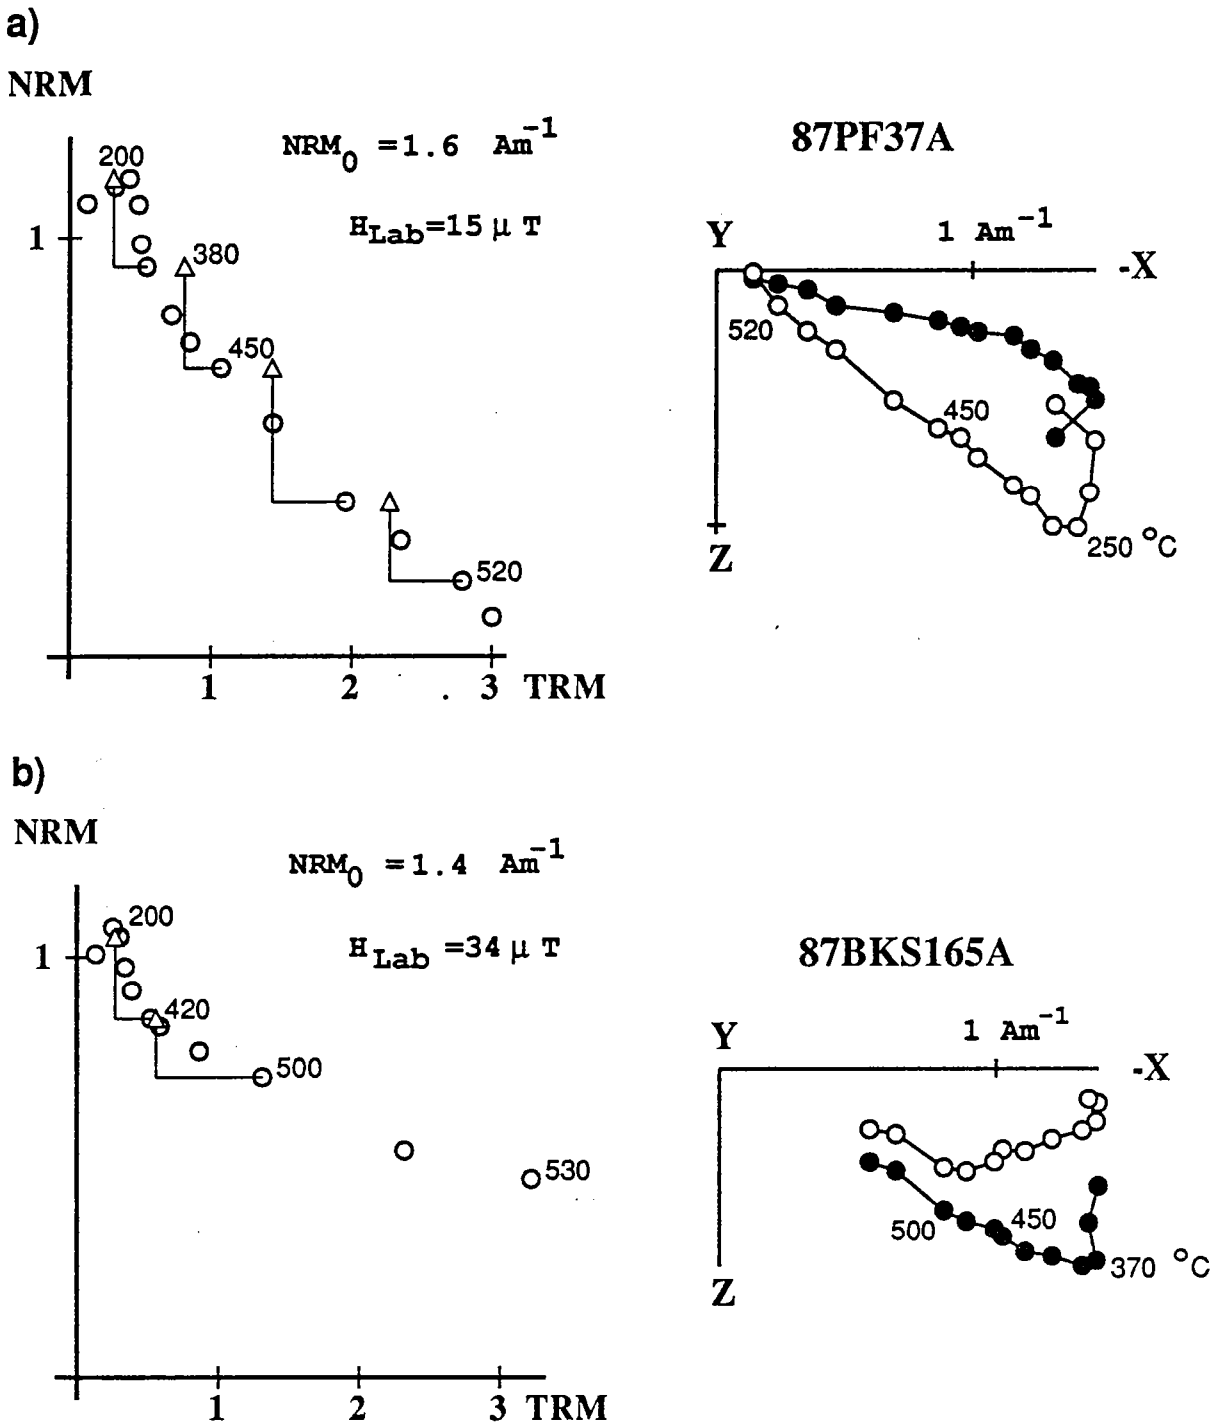 a)
NRM
NRM0 =1.6 Am-1
HLab=15 μ T
200
1
380
450
520
1
2
3
TRM
87PF37A
Y
1 Am-1
-X
520
450
250 °C
Z
b)
NRM
NRM0 =1.4 Am-1
HLab =34 μ T
200
1
420
500
530
1
2
3
TRM
87BKS165A
Y
1 Am-1
-X
500
450
370 °C
Z